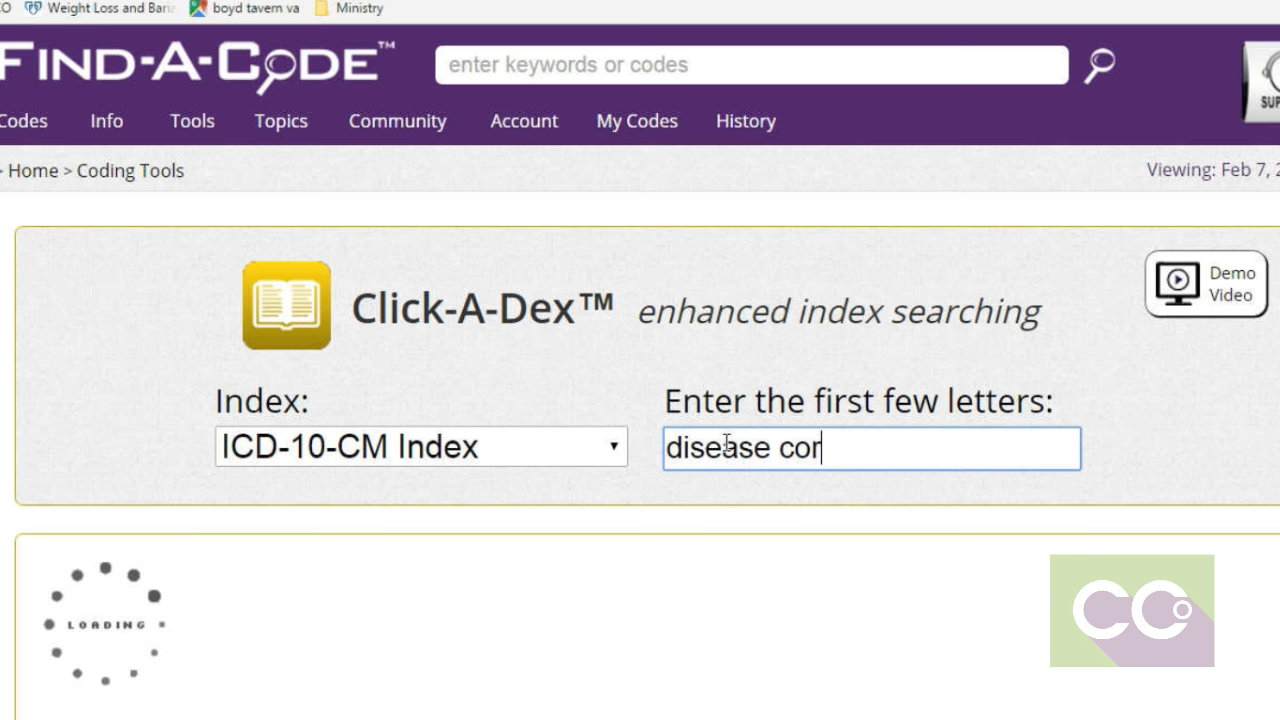 Weight Loss and Baria
boyd tavern va
Ministry
FIND-A-CODE™
enter keywords or codes
Codes
Info
Tools
Topics
Community
Account
My Codes
History
Home > Coding Tools
Viewing: Feb 7,
Demo
Video
Click-A-Dex™ enhanced index searching
Index:
Enter the first few letters:
ICD-10-CM Index
disease cor
LOADING
CCO